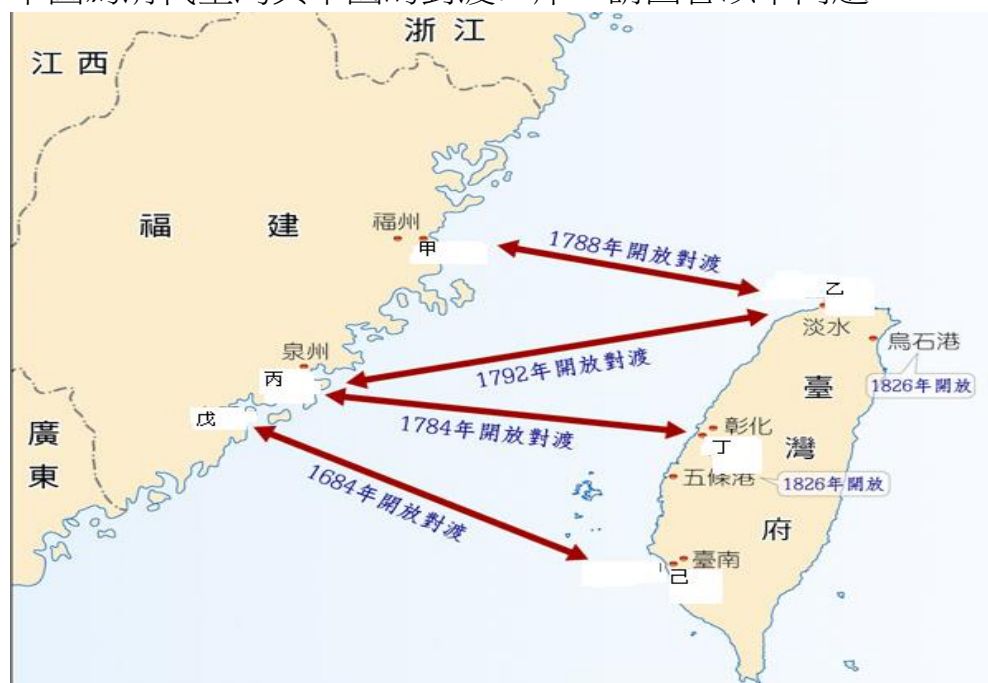 浙江
江西
福建
福州
甲
1788年開放對渡
乙
淡水
烏石港
1826年開放
泉州
丙
1792年開放對渡
臺灣府
戊
1784年開放對渡
彰化
丁
廣東
1684年開放對渡
五條港
1826年開放
臺南
己